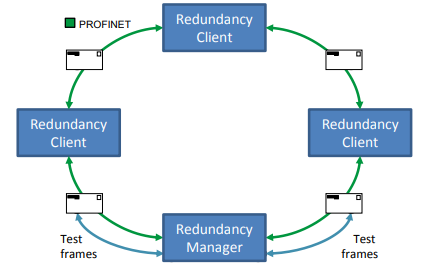 PROFINET
Redundancy
Client
Redundancy
Client
Redundancy
Client
Redundancy
Manager
Test
frames
Test
frames